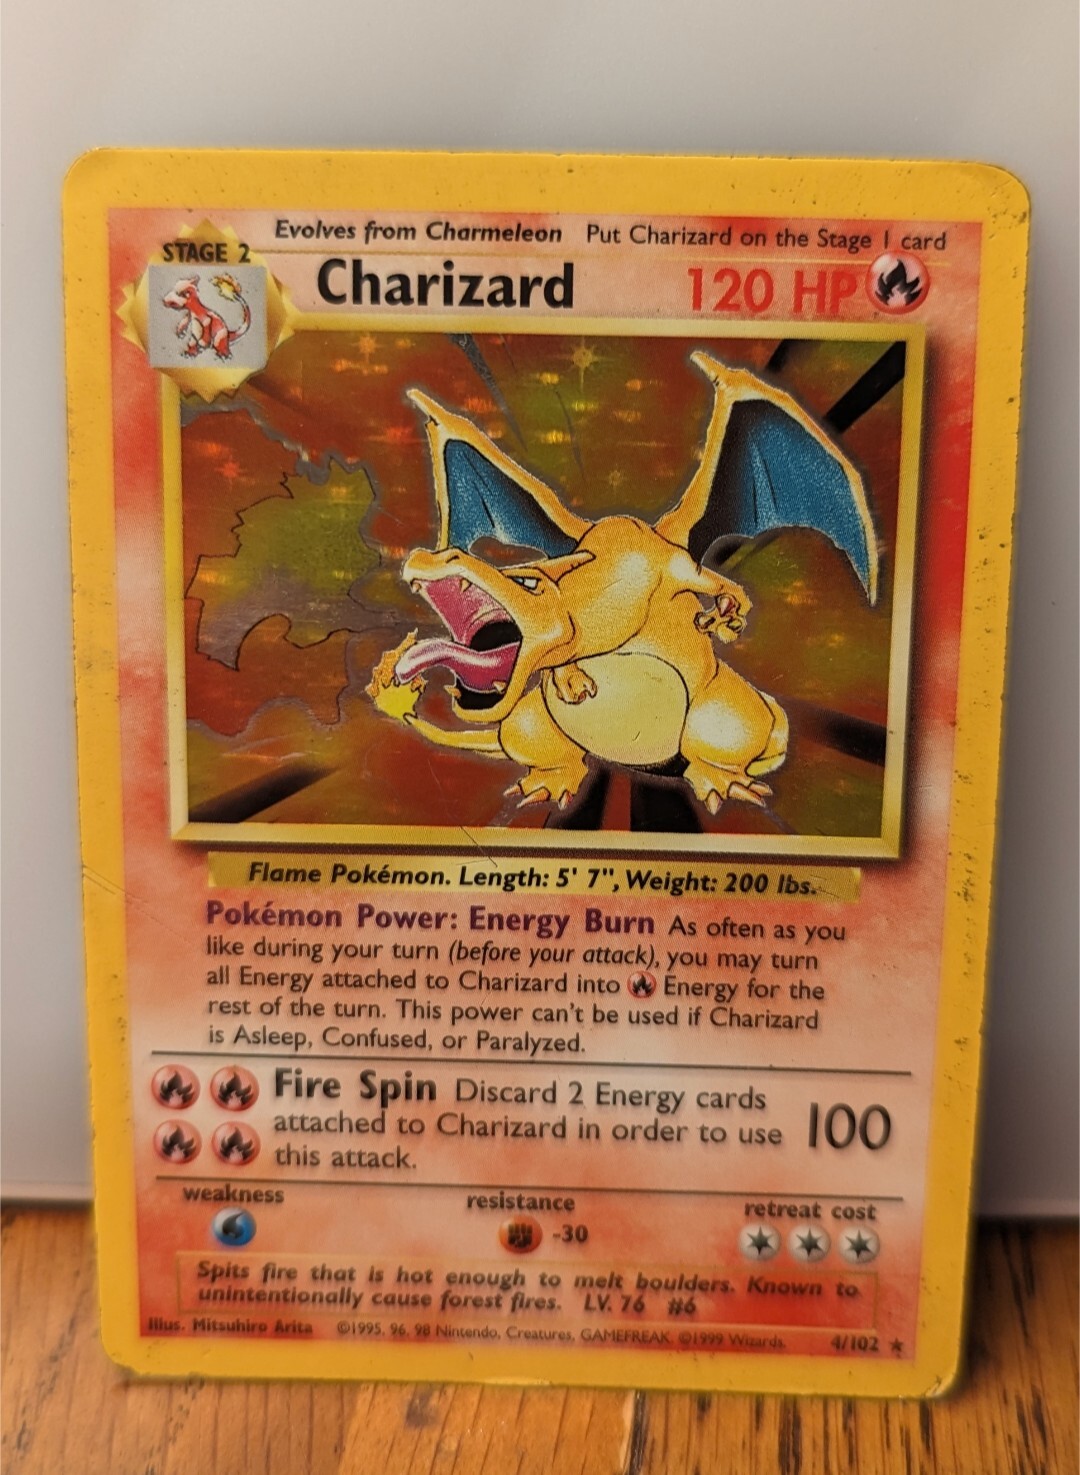 Evolves from Charmeleon Put Charizard on the Stage 1 card
STAGE 2
Charizard 120 HP
Flame Pokémon. Length: 5' 7", Weight: 200 lbs.
Pokémon Power: Energy Burn As often as you
like during your turn (before your attack), you may turn
all Energy attached to Charizard into Energy for the
rest of the turn. This power can't be used if Charizard
is Asleep, Confused, or Paralyzed.
Fire Spin Discard 2 Energy cards
attached to Charizard in order to use 100
this attack.
weakness resistance retreat cost
-30
Spits fire that is hot enough to melt boulders. Known to
unintentionally cause forest fires. LV. 76 #6
Illus. Mitsuhiro Arita ©1995, 96, 98 Nintendo, Creatures, GAMEFREAK. ©1999 Wizards. 4/102 ★